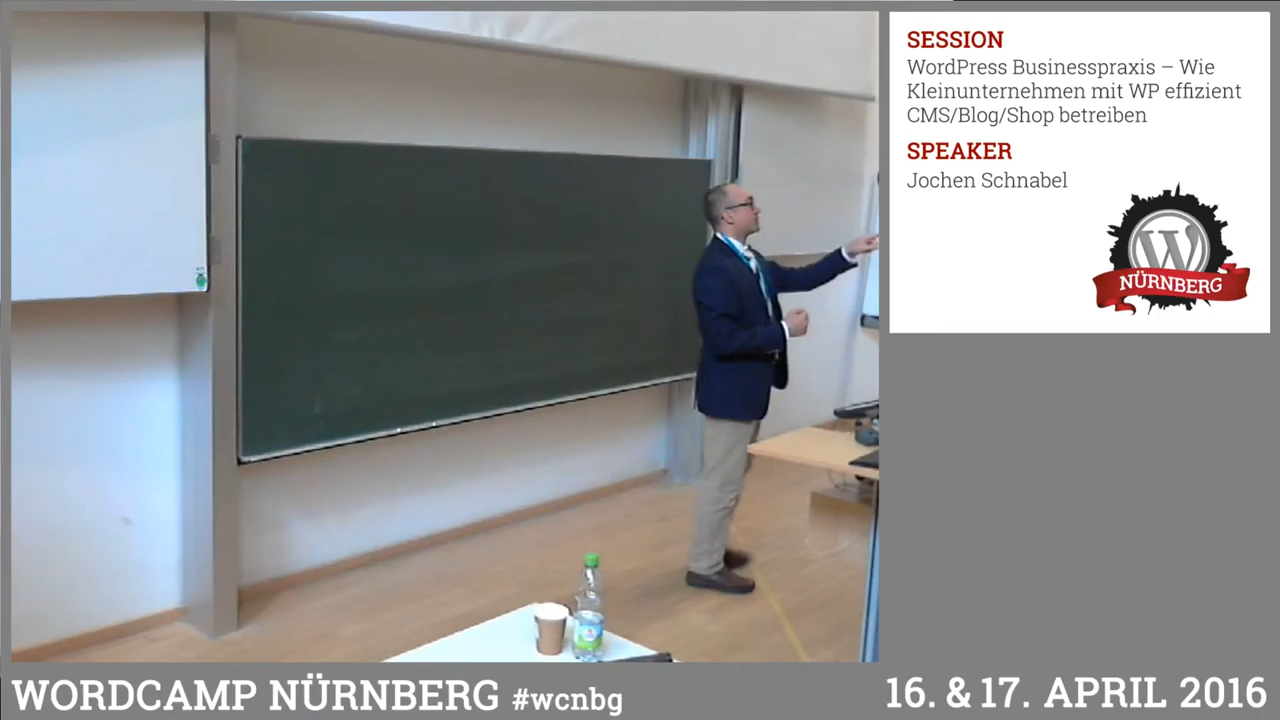 SESSION
WordPress Businesspraxis – Wie
Kleinunternehmen mit WP effizient
CMS/Blog/Shop betreiben
SPEAKER
Jochen Schnabel
W
NÜRNBERG
WORDCAMP NÜRNBERG #wcnbg
16. & 17. APRIL 2016